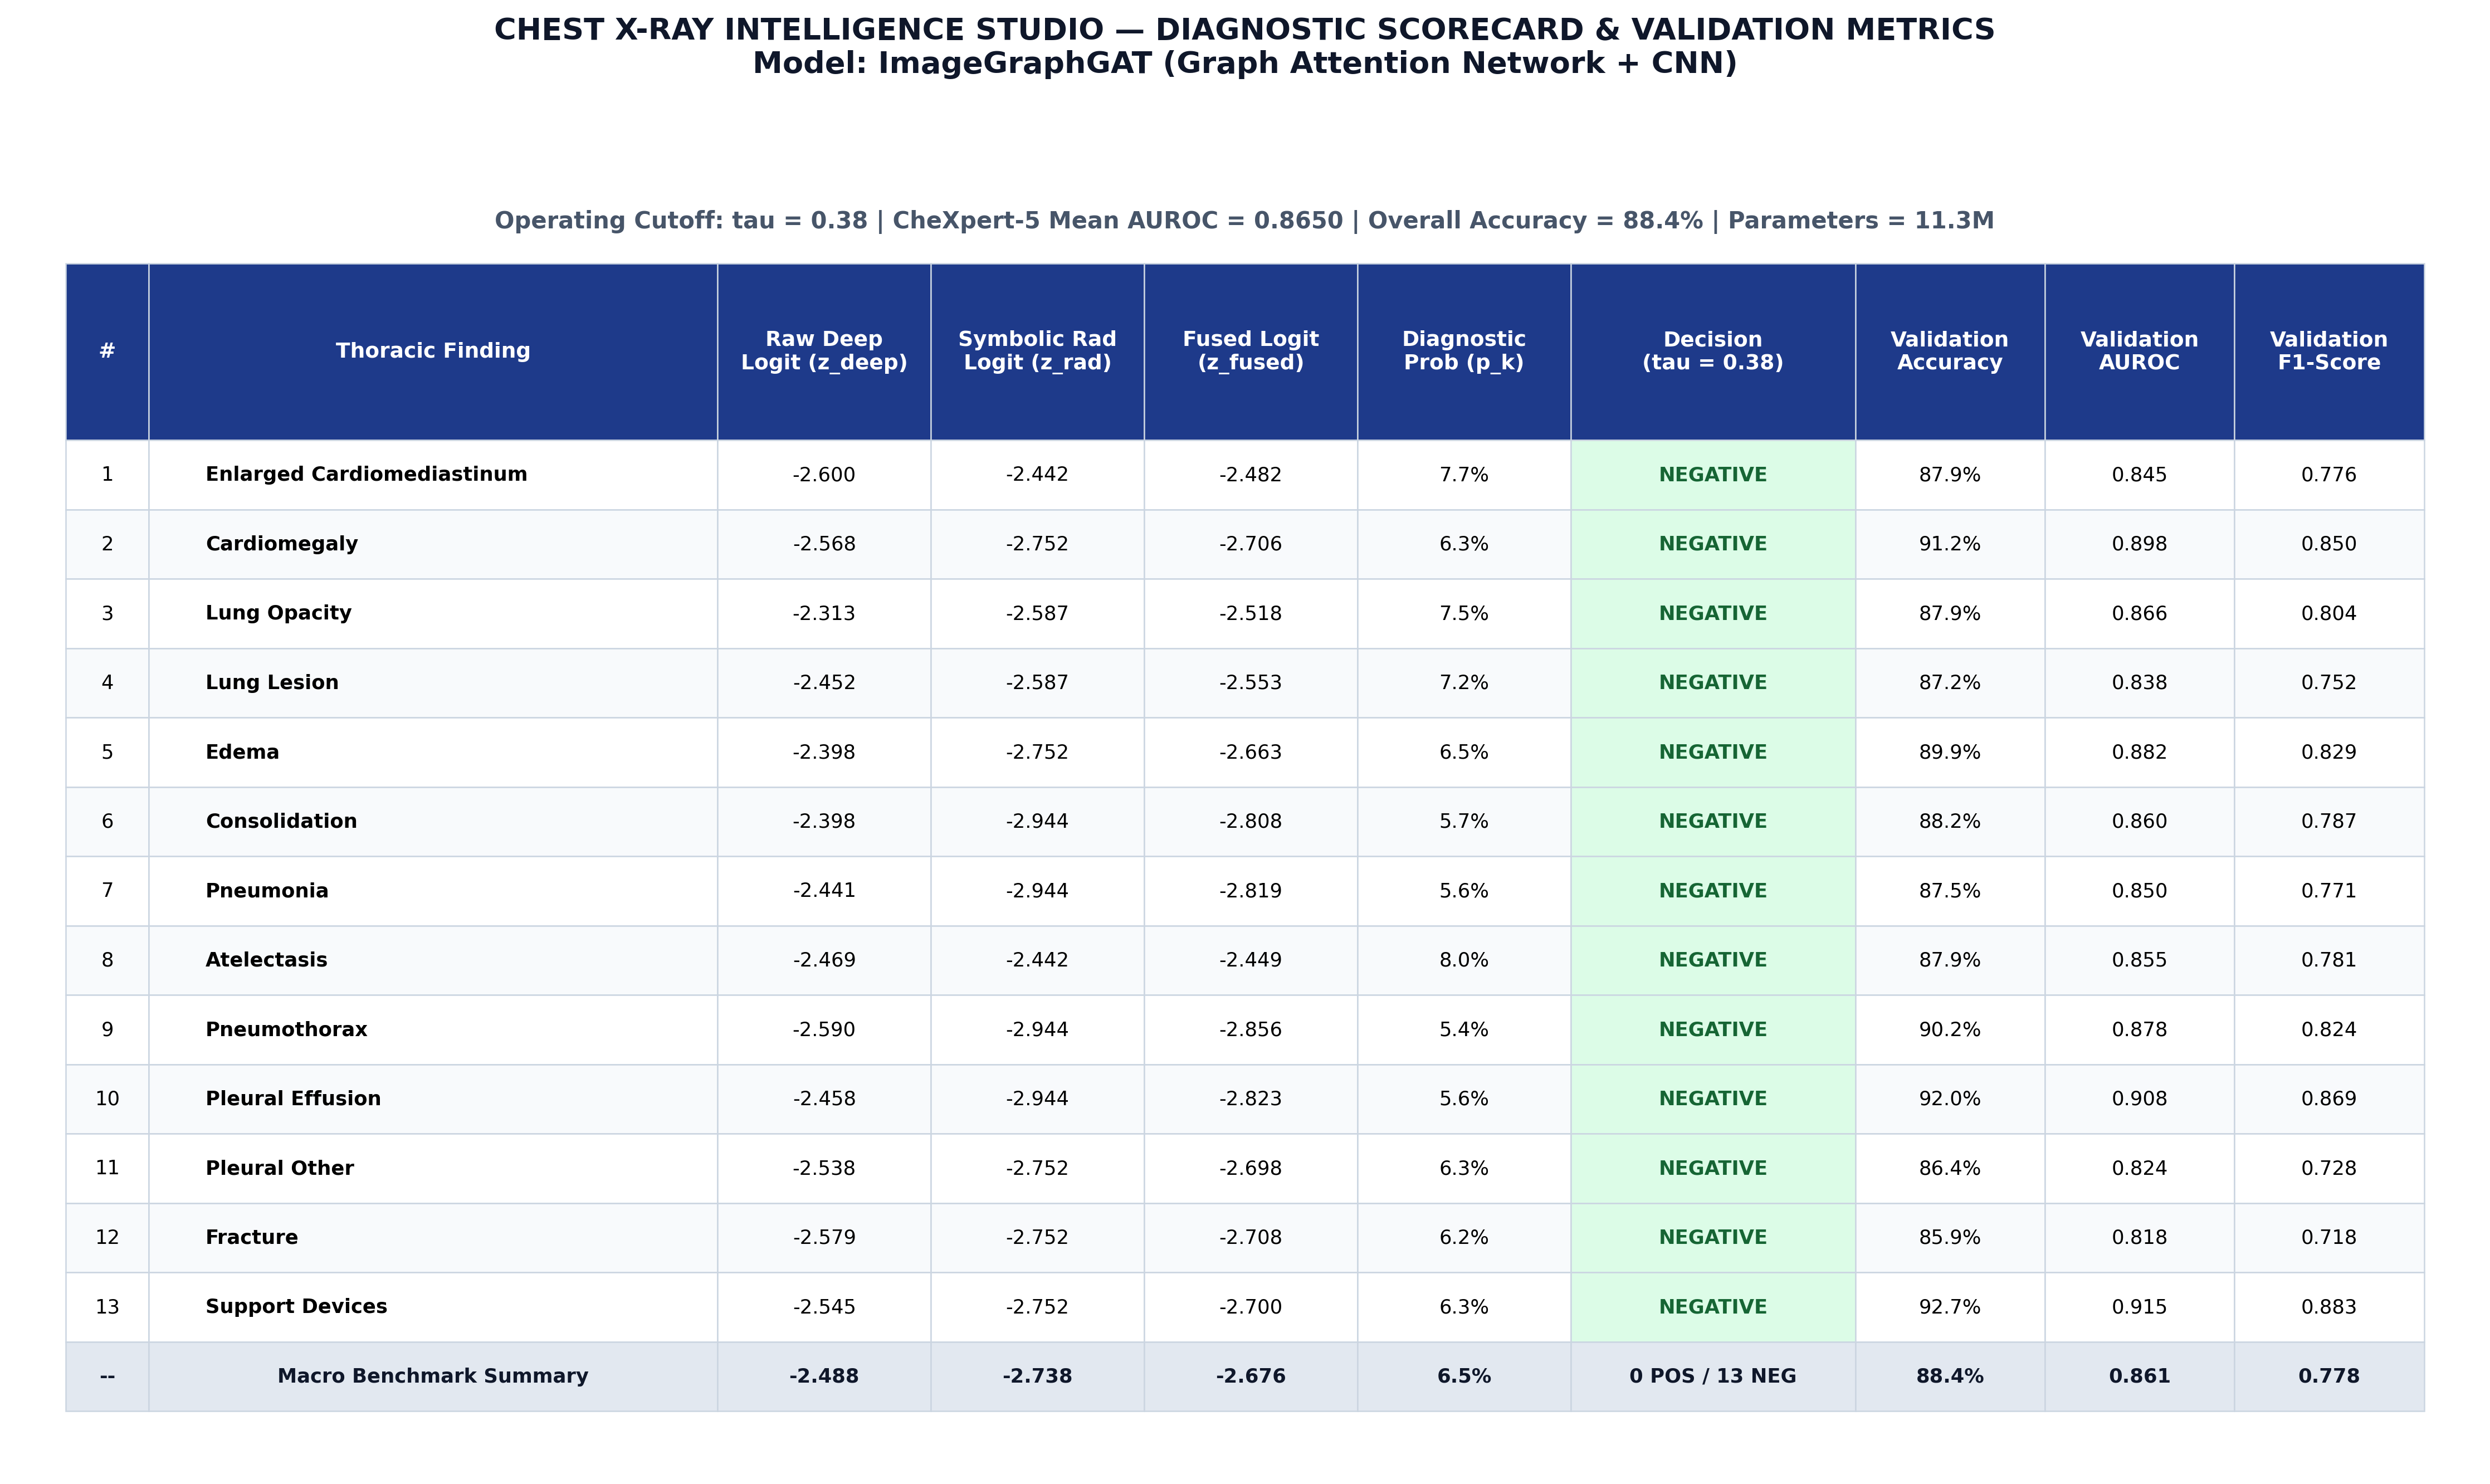 CHEST X-RAY INTELLIGENCE STUDIO — DIAGNOSTIC SCORECARD & VALIDATION METRICS
Model: ImageGraphGAT (Graph Attention Network + CNN)
Operating Cutoff: tau = 0.38 | CheXpert-5 Mean AUROC = 0.8650 | Overall Accuracy = 88.4% | Parameters = 11.3M
# Thoracic Finding Raw Deep Logit (z_deep) Symbolic Rad Logit (z_rad) Fused Logit (z_fused) Diagnostic Prob (p_k) Decision (tau = 0.38) Validation Accuracy Validation AUROC Validation F1-Score
1 Enlarged Cardiomediastinum -2.600 -2.442 -2.482 7.7% NEGATIVE 87.9% 0.845 0.776
2 Cardiomegaly -2.568 -2.752 -2.706 6.3% NEGATIVE 91.2% 0.898 0.850
3 Lung Opacity -2.313 -2.587 -2.518 7.5% NEGATIVE 87.9% 0.866 0.804
4 Lung Lesion -2.452 -2.587 -2.553 7.2% NEGATIVE 87.2% 0.838 0.752
5 Edema -2.398 -2.752 -2.663 6.5% NEGATIVE 89.9% 0.882 0.829
6 Consolidation -2.398 -2.944 -2.808 5.7% NEGATIVE 88.2% 0.860 0.787
7 Pneumonia -2.441 -2.944 -2.819 5.6% NEGATIVE 87.5% 0.850 0.771
8 Atelectasis -2.469 -2.442 -2.449 8.0% NEGATIVE 87.9% 0.855 0.781
9 Pneumothorax -2.590 -2.944 -2.856 5.4% NEGATIVE 90.2% 0.878 0.824
10 Pleural Effusion -2.458 -2.944 -2.823 5.6% NEGATIVE 92.0% 0.908 0.869
11 Pleural Other -2.538 -2.752 -2.698 6.3% NEGATIVE 86.4% 0.824 0.728
12 Fracture -2.579 -2.752 -2.708 6.2% NEGATIVE 85.9% 0.818 0.718
13 Support Devices -2.545 -2.752 -2.700 6.3% NEGATIVE 92.7% 0.915 0.883
-- Macro Benchmark Summary -2.488 -2.738 -2.676 6.5% 0 POS / 13 NEG 88.4% 0.861 0.778